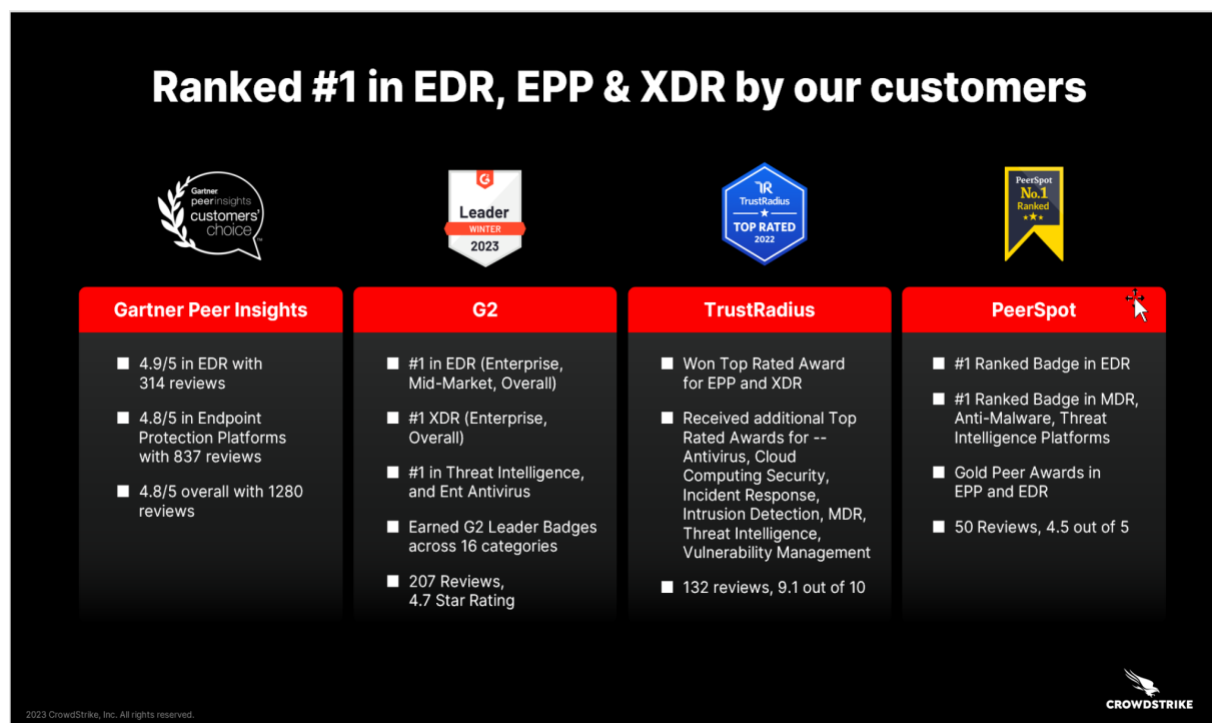 Ranked #1 in EDR, EPP & XDR by our customers
Gartner
peerinsights
customers'
choice™
G
Leader
WINTER
2023
TR
TrustRadius
TOP RATED
2022
PeerSpot
No.1
Ranked
Gartner Peer Insights
4.9/5 in EDR with
314 reviews
4.8/5 in Endpoint
Protection Platforms
with 837 reviews
4.8/5 overall with 1280
reviews
G2
#1 in EDR (Enterprise,
Mid-Market, Overall)
#1 XDR (Enterprise,
Overall)
#1 in Threat Intelligence,
and Ent Antivirus
Earned G2 Leader Badges
across 16 categories
207 Reviews,
4.7 Star Rating
TrustRadius
Won Top Rated Award
for EPP and XDR
Received additional Top
Rated Awards for --
Antivirus, Cloud
Computing Security,
Incident Response,
Intrusion Detection, MDR,
Threat Intelligence,
Vulnerability Management
132 reviews, 9.1 out of 10
PeerSpot
#1 Ranked Badge in EDR
#1 Ranked Badge in MDR,
Anti-Malware, Threat
Intelligence Platforms
Gold Peer Awards in
EPP and EDR
50 Reviews, 4.5 out of 5
2023 CrowdStrike, Inc. All rights reserved.
CROWDSTRIKE